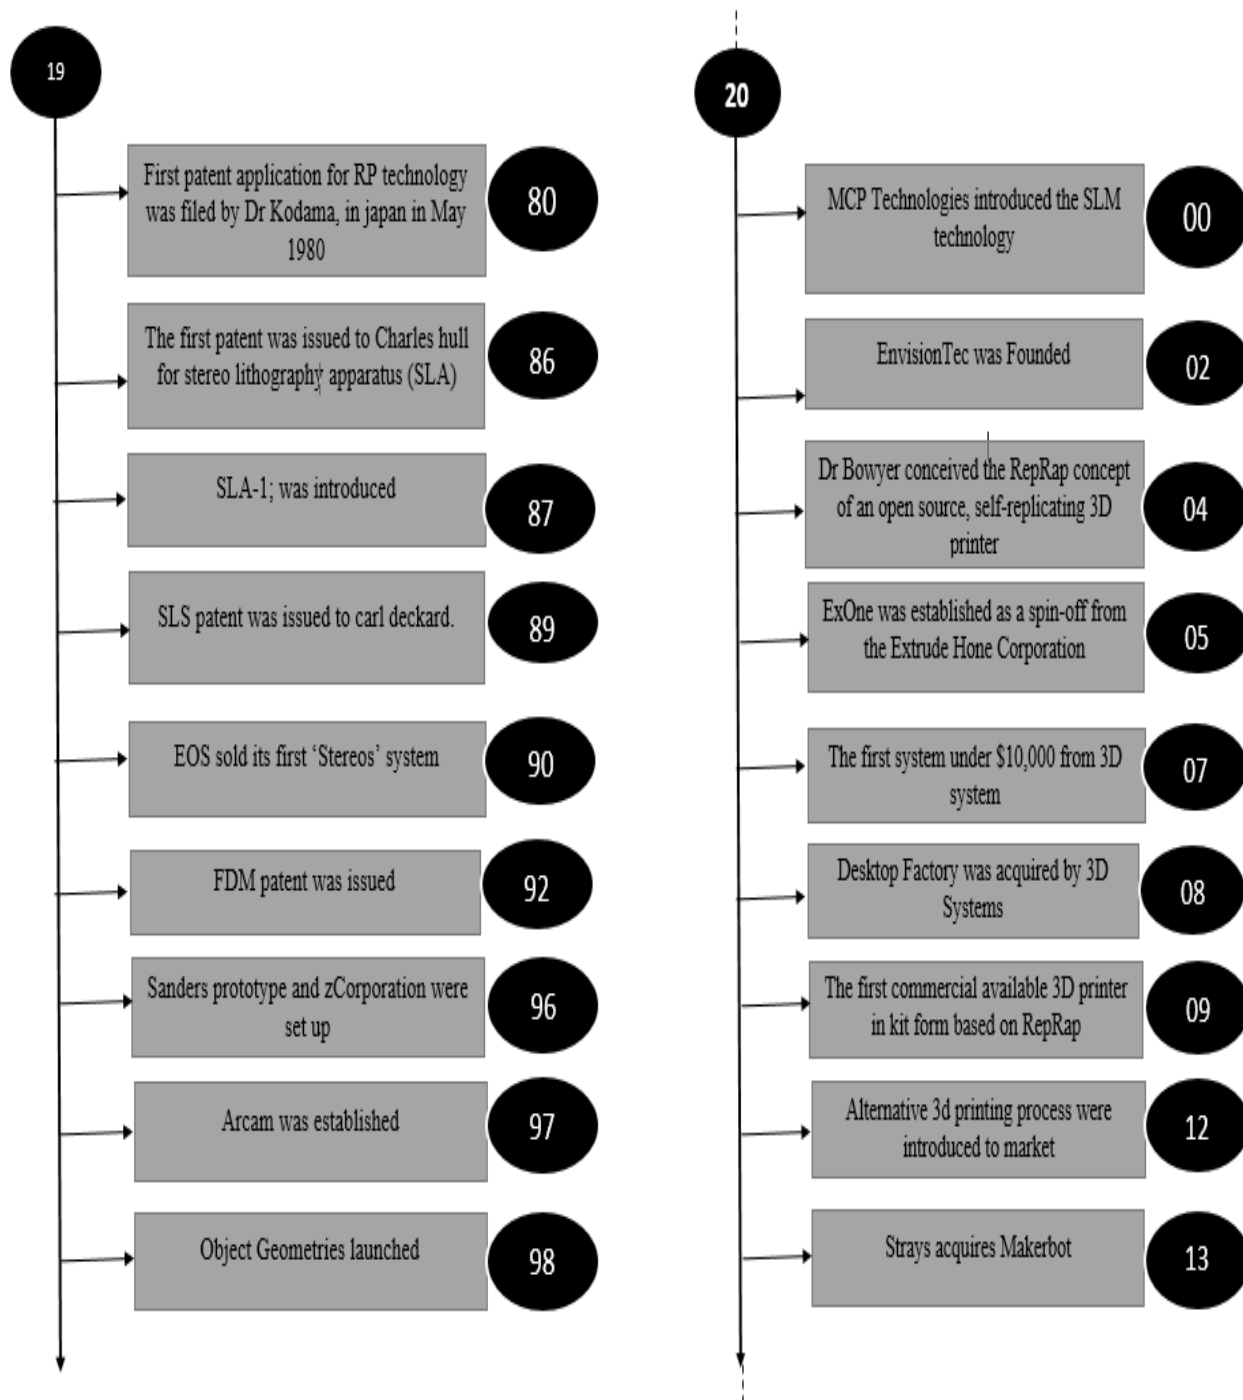 19
First patent application for RP technology
was filed by Dr Kodama, in japan in May
1980
80
The first patent was issued to Charles hull
for stereo lithography apparatus (SLA)
86
SLA-1; was introduced
87
SLS patent was issued to carl deckard.
89
EOS sold its first ‘Stereos’ system
90
FDM patent was issued
92
Sanders prototype and zCorporation were
set up
96
Arcam was established
97
Object Geometries launched
98
20
MCP Technologies introduced the SLM
technology
00
EnvisionTec was Founded
02
Dr Bowyer conceived the RepRap concept
of an open source, self-replicating 3D
printer
04
ExOne was established as a spin-off from
the Extrude Hone Corporation
05
The first system under $10,000 from 3D
system
07
Desktop Factory was acquired by 3D
Systems
08
The first commercial available 3D printer
in kit form based on RepRap
09
Alternative 3d printing process were
introduced to market
12
Strays acquires Makerbot
13